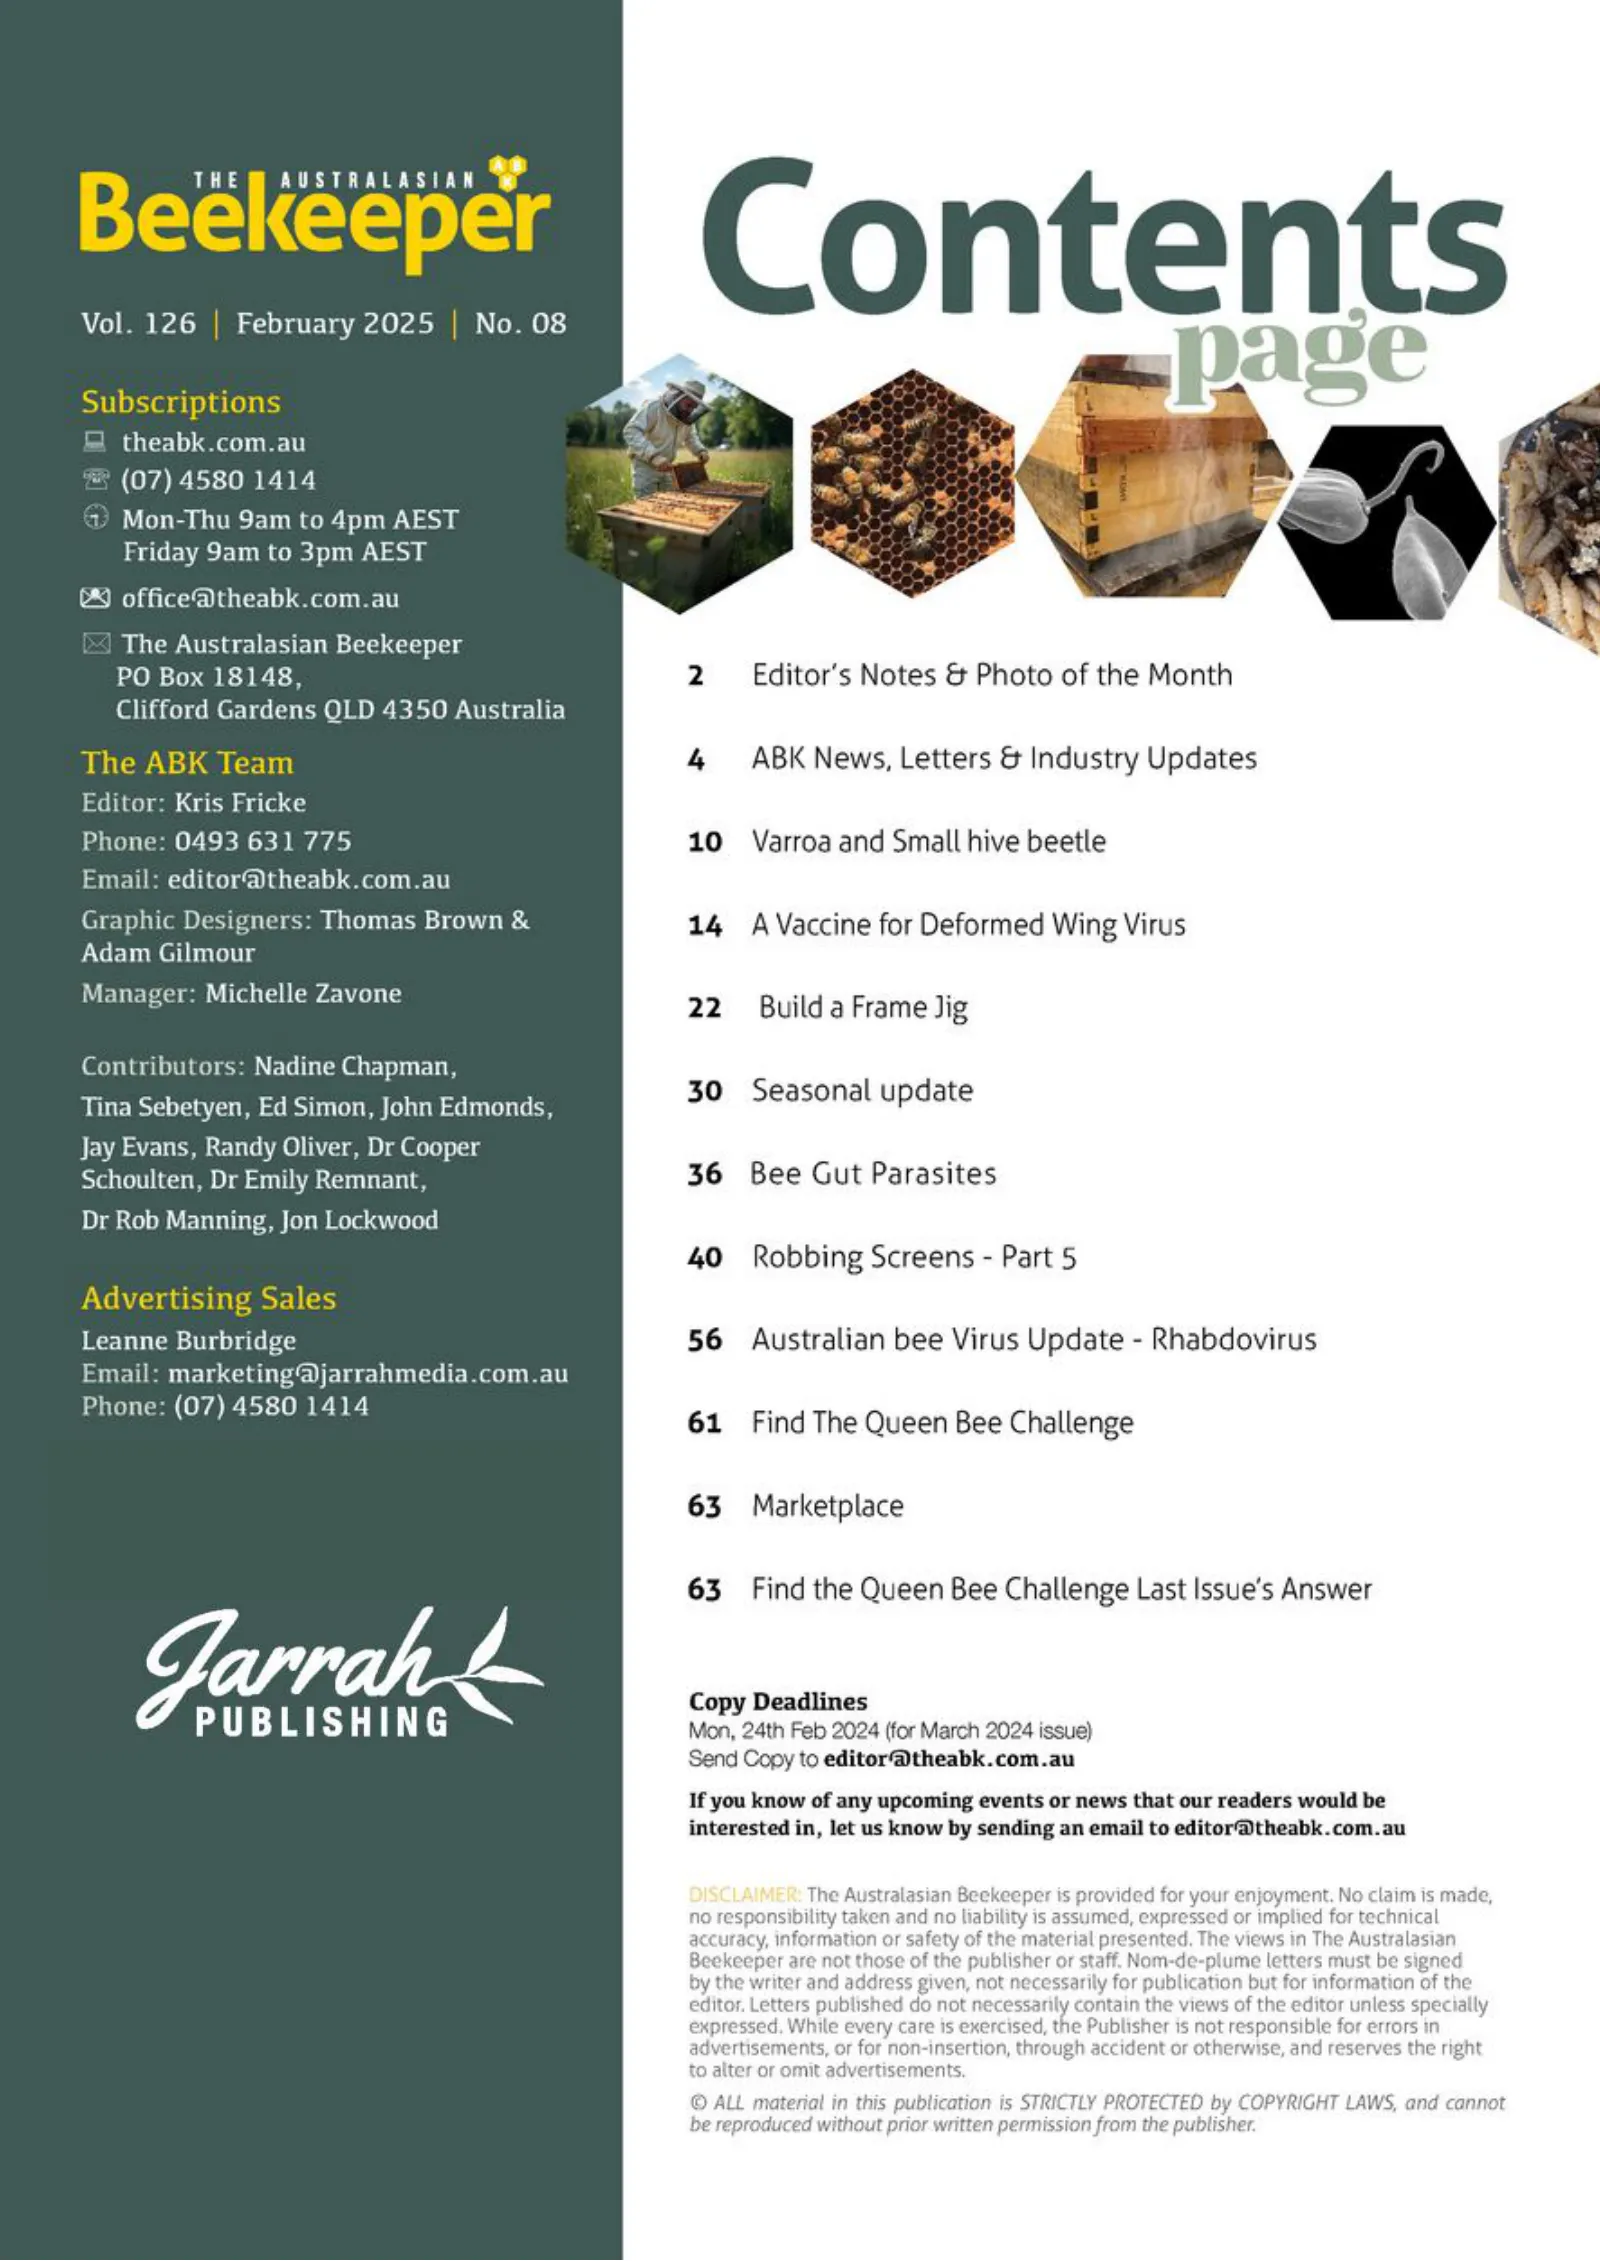 THE AUSTRALASIAN
ABK
Beekeeper
Vol. 126 | February 2025 | No. 08
Subscriptions
theabk.com.au
(07) 4580 1414
Mon-Thu 9am to 4pm AEST
Friday 9am to 3pm AEST
office@theabk.com.au
The Australasian Beekeeper
PO Box 18148,
Clifford Gardens QLD 4350 Australia
The ABK Team
Editor: Kris Fricke
Phone: 0493 631 775
Email: editor@theabk.com.au
Graphic Designers: Thomas Brown &
Adam Gilmour
Manager: Michelle Zavone
Contributors: Nadine Chapman,
Tina Sebetyen, Ed Simon, John Edmonds,
Jay Evans, Randy Oliver, Dr Cooper
Schoulten, Dr Emily Remnant,
Dr Rob Manning, Jon Lockwood
Advertising Sales
Leanne Burbridge
Email: marketing@jarrahmedia.com.au
Phone: (07) 4580 1414
Jarrah
PUBLISHING
Contents
page
2 Editor's Notes & Photo of the Month
4 ABK News, Letters & Industry Updates
10 Varroa and Small hive beetle
14 A Vaccine for Deformed Wing Virus
22 Build a Frame Jig
30 Seasonal update
36 Bee Gut Parasites
40 Robbing Screens - Part 5
56 Australian bee Virus Update - Rhabdovirus
61 Find The Queen Bee Challenge
63 Marketplace
63 Find the Queen Bee Challenge Last Issue's Answer
Copy Deadlines
Mon, 24th Feb 2024 (for March 2024 issue)
Send Copy to editor@theabk.com.au
If you know of any upcoming events or news that our readers would be
interested in, let us know by sending an email to editor@theabk.com.au
DISCLAIMER: The Australasian Beekeeper is provided for your enjoyment. No claim is made,
no responsibility taken and no liability is assumed, expressed or implied for technical
accuracy, information or safety of the material presented. The views in The Australasian
Beekeeper are not those of the publisher or staff. Nom-de-plume letters must be signed
by the writer and address given, not necessarily for publication but for information of the
editor. Letters published do not necessarily contain the views of the editor unless specially
expressed. While every care is exercised, the Publisher is not responsible for errors in
advertisements, or for non-insertion, through accident or otherwise, and reserves the right
to alter or omit advertisements.
© ALL material in this publication is STRICTLY PROTECTED by COPYRIGHT LAWS, and cannot
be reproduced without prior written permission from the publisher.